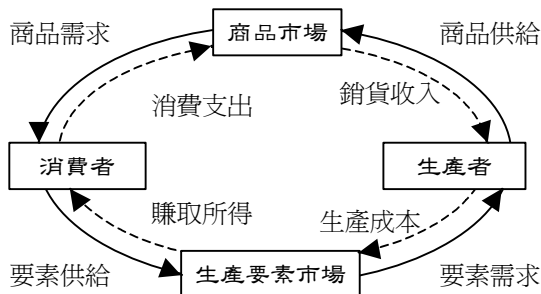 商品需求
商品市場
商品供給
消費支出
銷貨收入
消費者
生產者
賺取所得
生產成本
要素供給
生產要素市場
要素需求